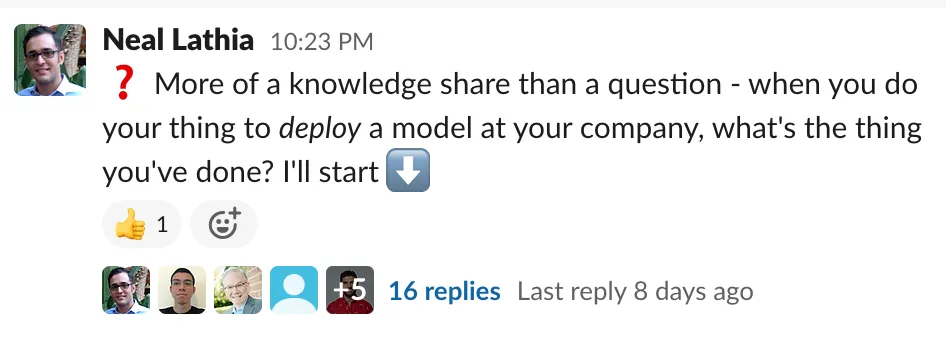 Neal Lathia 10:23 PM
❓ More of a knowledge share than a question - when you do
your thing to deploy a model at your company, what's the thing
you've done? I'll start ⬇️
👍 1
+5 16 replies Last reply 8 days ago